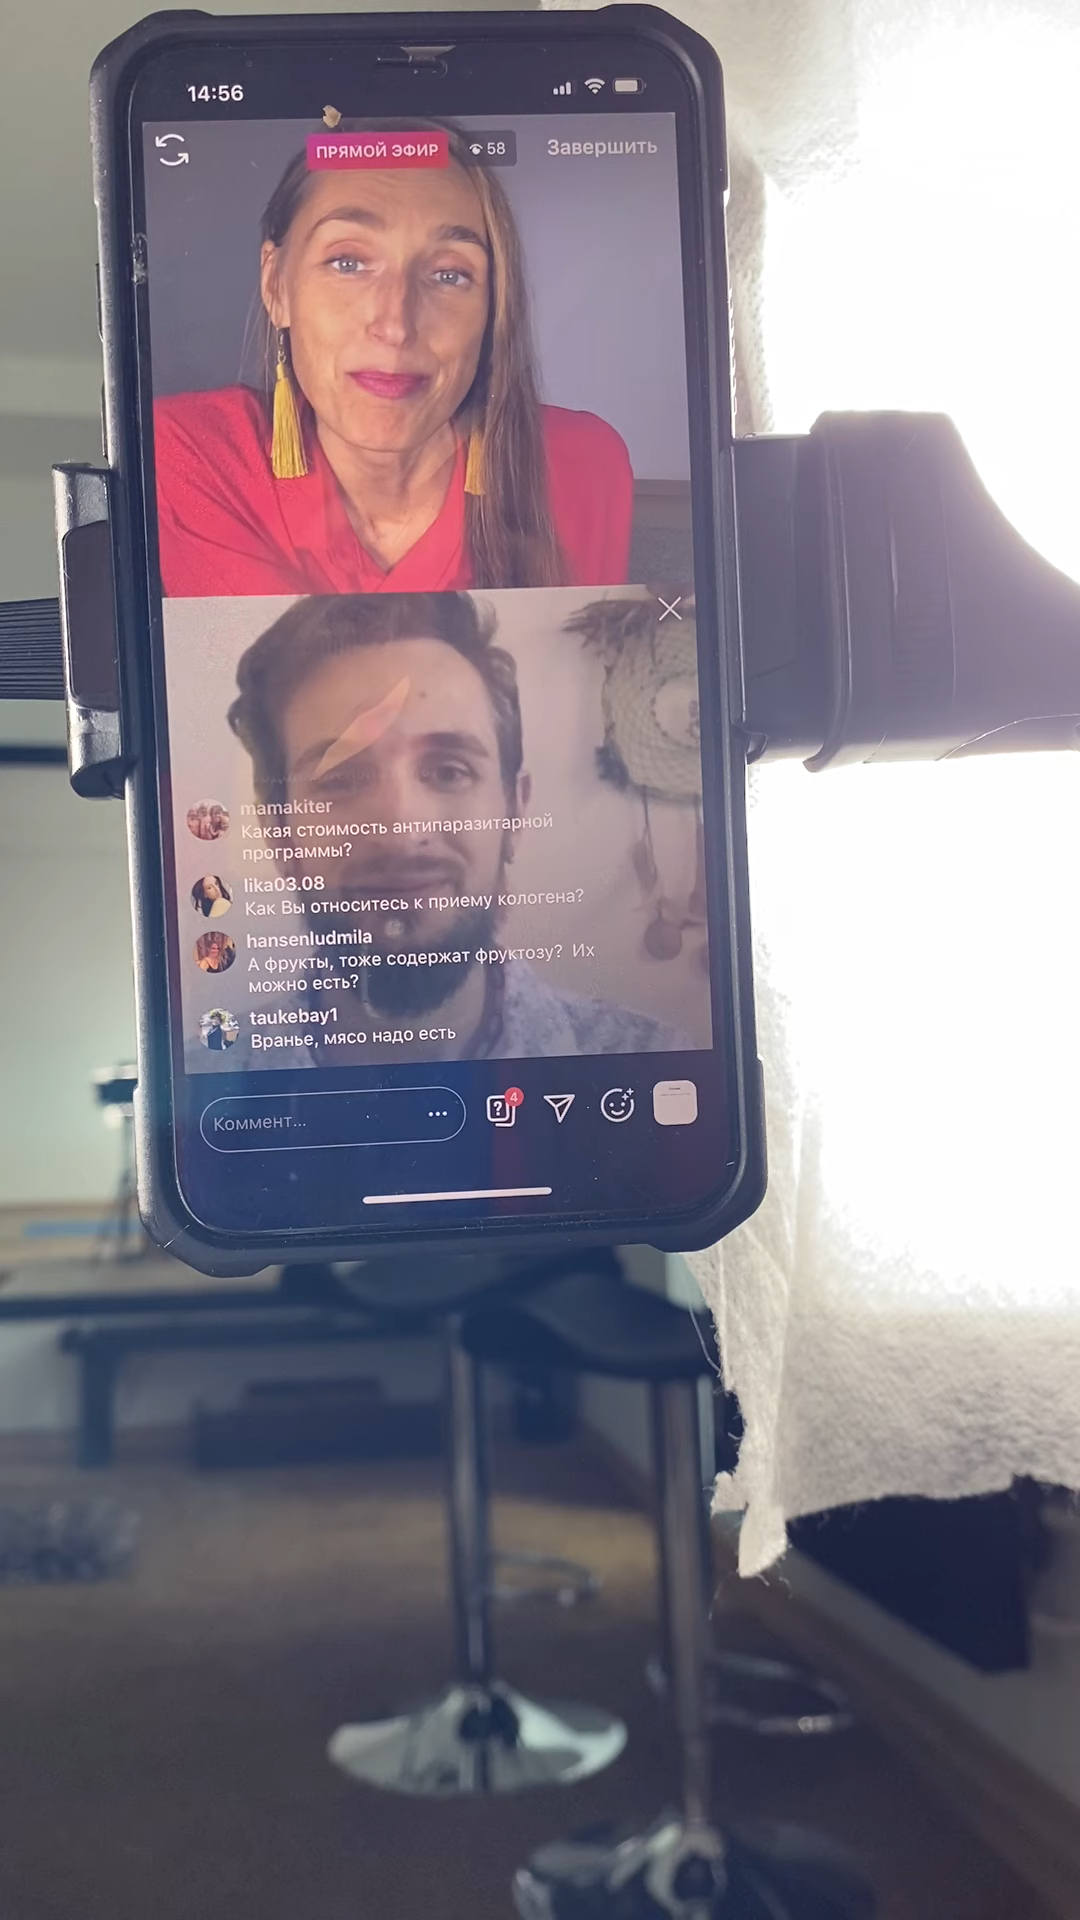 14:56
ПРЯМОЙ ЭФИР 58 Завершить
mamakiter
Какая стоимость антипаразитарной
программы?
lika03.08
Как Вы относитесь к приему кологена?
hansenludmila
А фрукты, тоже содержат фруктозу? Их
можно есть?
taukebay1
Вранье, мясо надо есть
Коммент... 4